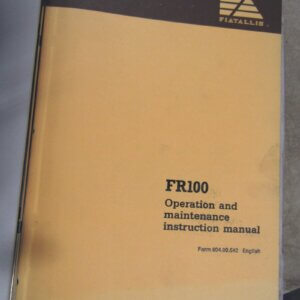 FIATALLIS
FR100
Operation and
maintenance
instruction manual
Form 604.00.642 English